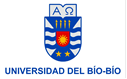 Α Ω
UNIVERSIDAD DEL BÍO-BÍO